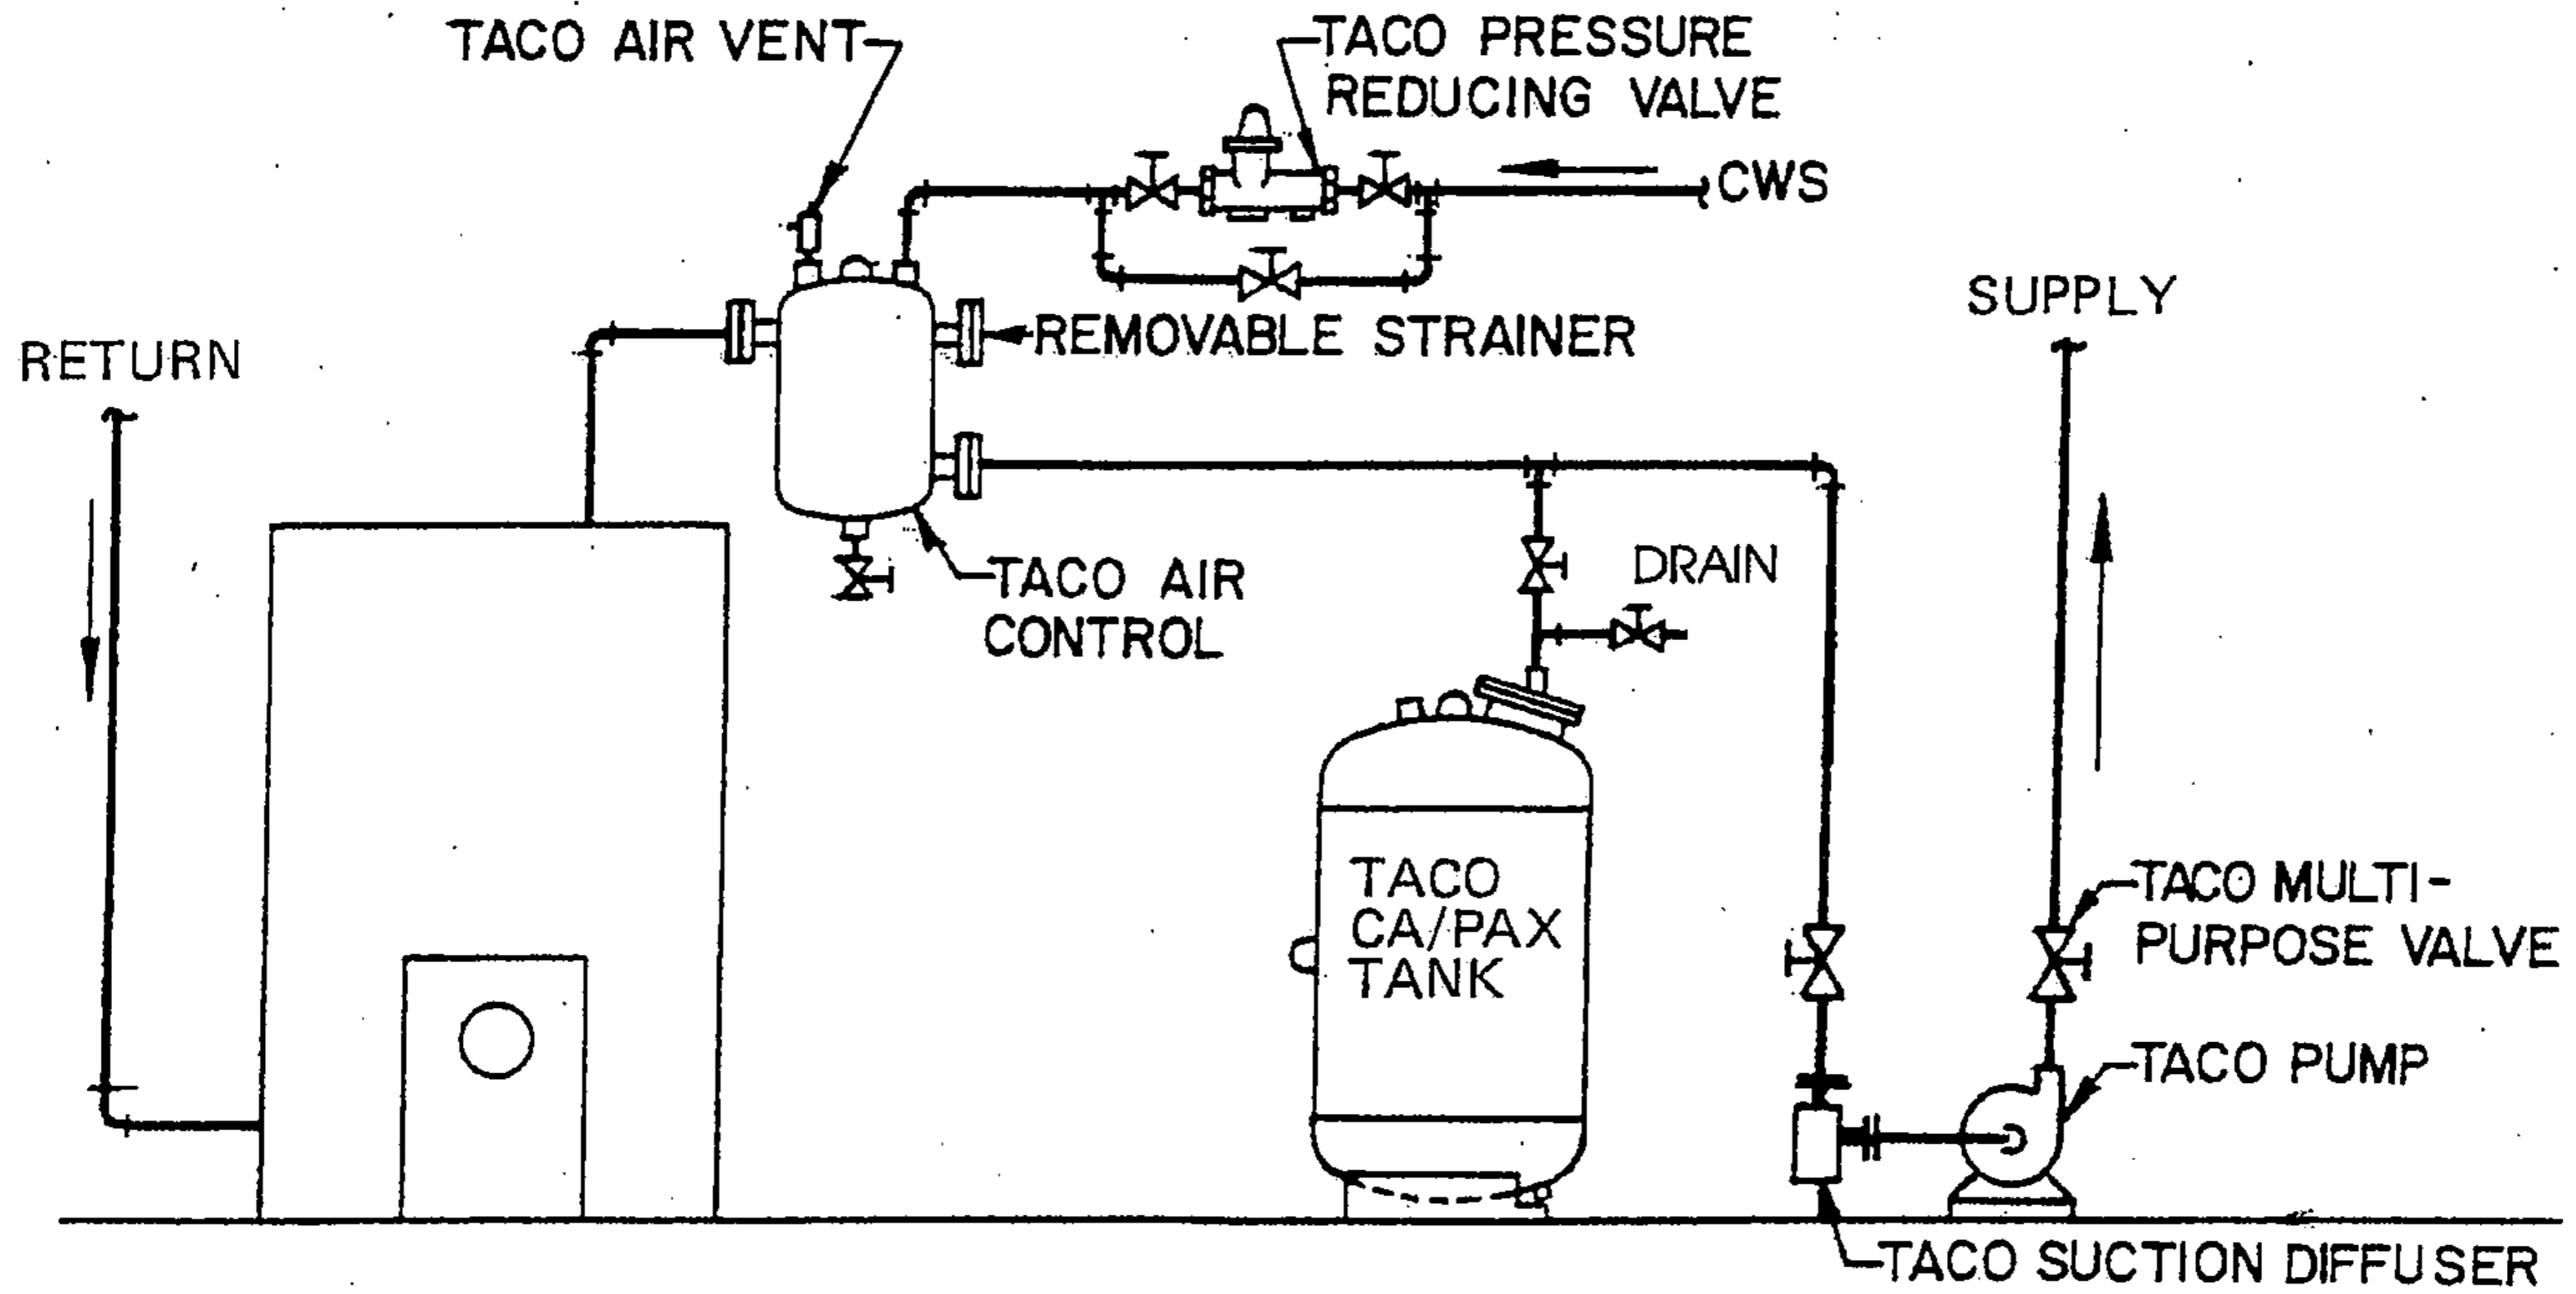 TACO AIR VENT
TACO PRESSURE
REDUCING VALVE
CWS
SUPPLY
REMOVABLE STRAINER
RETURN
TACO AIR
CONTROL
DRAIN
TACO
CA/PAX
TANK
TACO MULTI-
PURPOSE VALVE
TACO PUMP
TACO SUCTION DIFFUSER